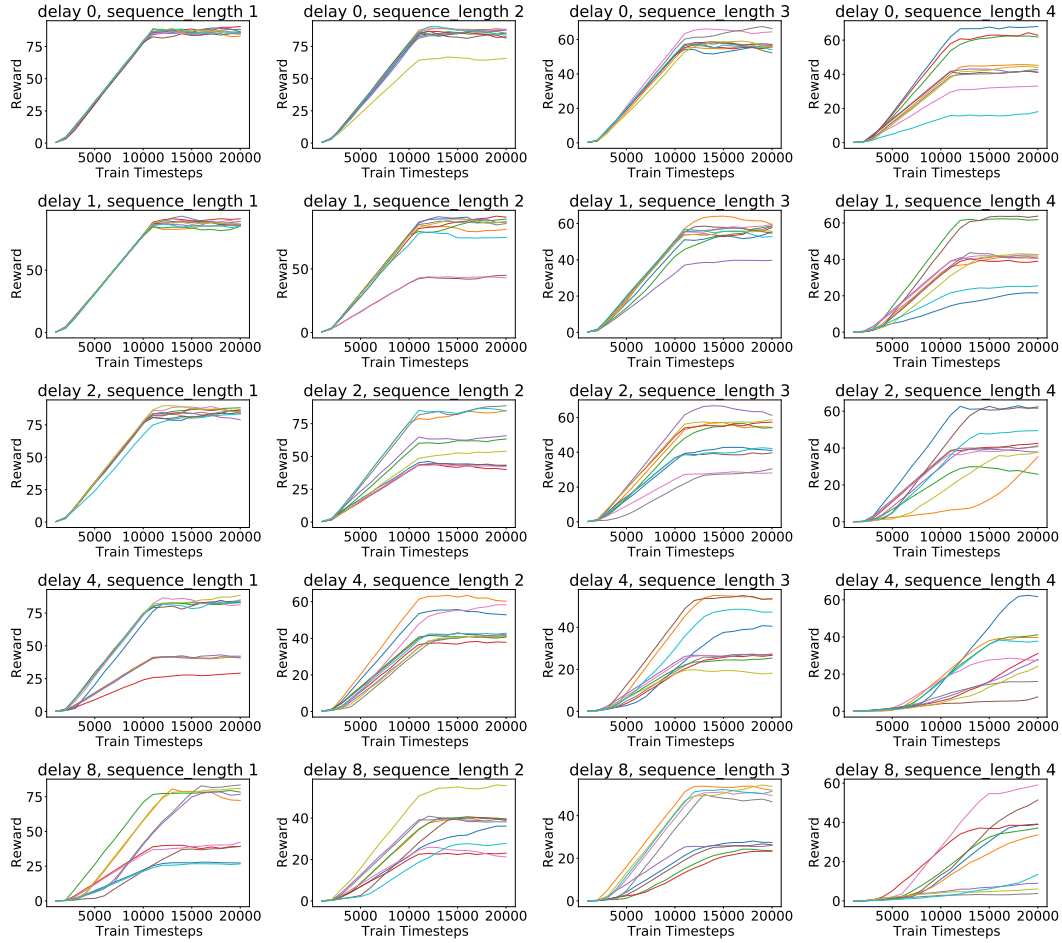 delay 0, sequence_length 1
75
50
25
0
Reward
5000 10000 15000 20000
Train Timesteps
delay 0, sequence_length 2
75
50
25
0
Reward
5000 10000 15000 20000
Train Timesteps
delay 0, sequence_length 3
60
40
20
0
Reward
5000 10000 15000 20000
Train Timesteps
delay 0, sequence_length 4
60
40
20
0
Reward
5000 10000 15000 20000
Train Timesteps
delay 1, sequence_length 1
50
0
Reward
5000 10000 15000 20000
Train Timesteps
delay 1, sequence_length 2
50
0
Reward
5000 10000 15000 20000
Train Timesteps
delay 1, sequence_length 3
60
40
20
0
Reward
5000 10000 15000 20000
Train Timesteps
delay 1, sequence_length 4
60
40
20
0
Reward
5000 10000 15000 20000
Train Timesteps
delay 2, sequence_length 1
75
50
25
0
Reward
5000 10000 15000 20000
Train Timesteps
delay 2, sequence_length 2
75
50
25
0
Reward
5000 10000 15000 20000
Train Timesteps
delay 2, sequence_length 3
60
40
20
0
Reward
5000 10000 15000 20000
Train Timesteps
delay 2, sequence_length 4
60
40
20
0
Reward
5000 10000 15000 20000
Train Timesteps
delay 4, sequence_length 1
75
50
25
0
Reward
5000 10000 15000 20000
Train Timesteps
delay 4, sequence_length 2
60
40
20
0
Reward
5000 10000 15000 20000
Train Timesteps
delay 4, sequence_length 3
40
20
0
Reward
5000 10000 15000 20000
Train Timesteps
delay 4, sequence_length 4
60
40
20
0
Reward
5000 10000 15000 20000
Train Timesteps
delay 8, sequence_length 1
75
50
25
0
Reward
5000 10000 15000 20000
Train Timesteps
delay 8, sequence_length 2
40
20
0
Reward
5000 10000 15000 20000
Train Timesteps
delay 8, sequence_length 3
40
20
0
Reward
5000 10000 15000 20000
Train Timesteps
delay 8, sequence_length 4
60
40
20
0
Reward
5000 10000 15000 20000
Train Timesteps